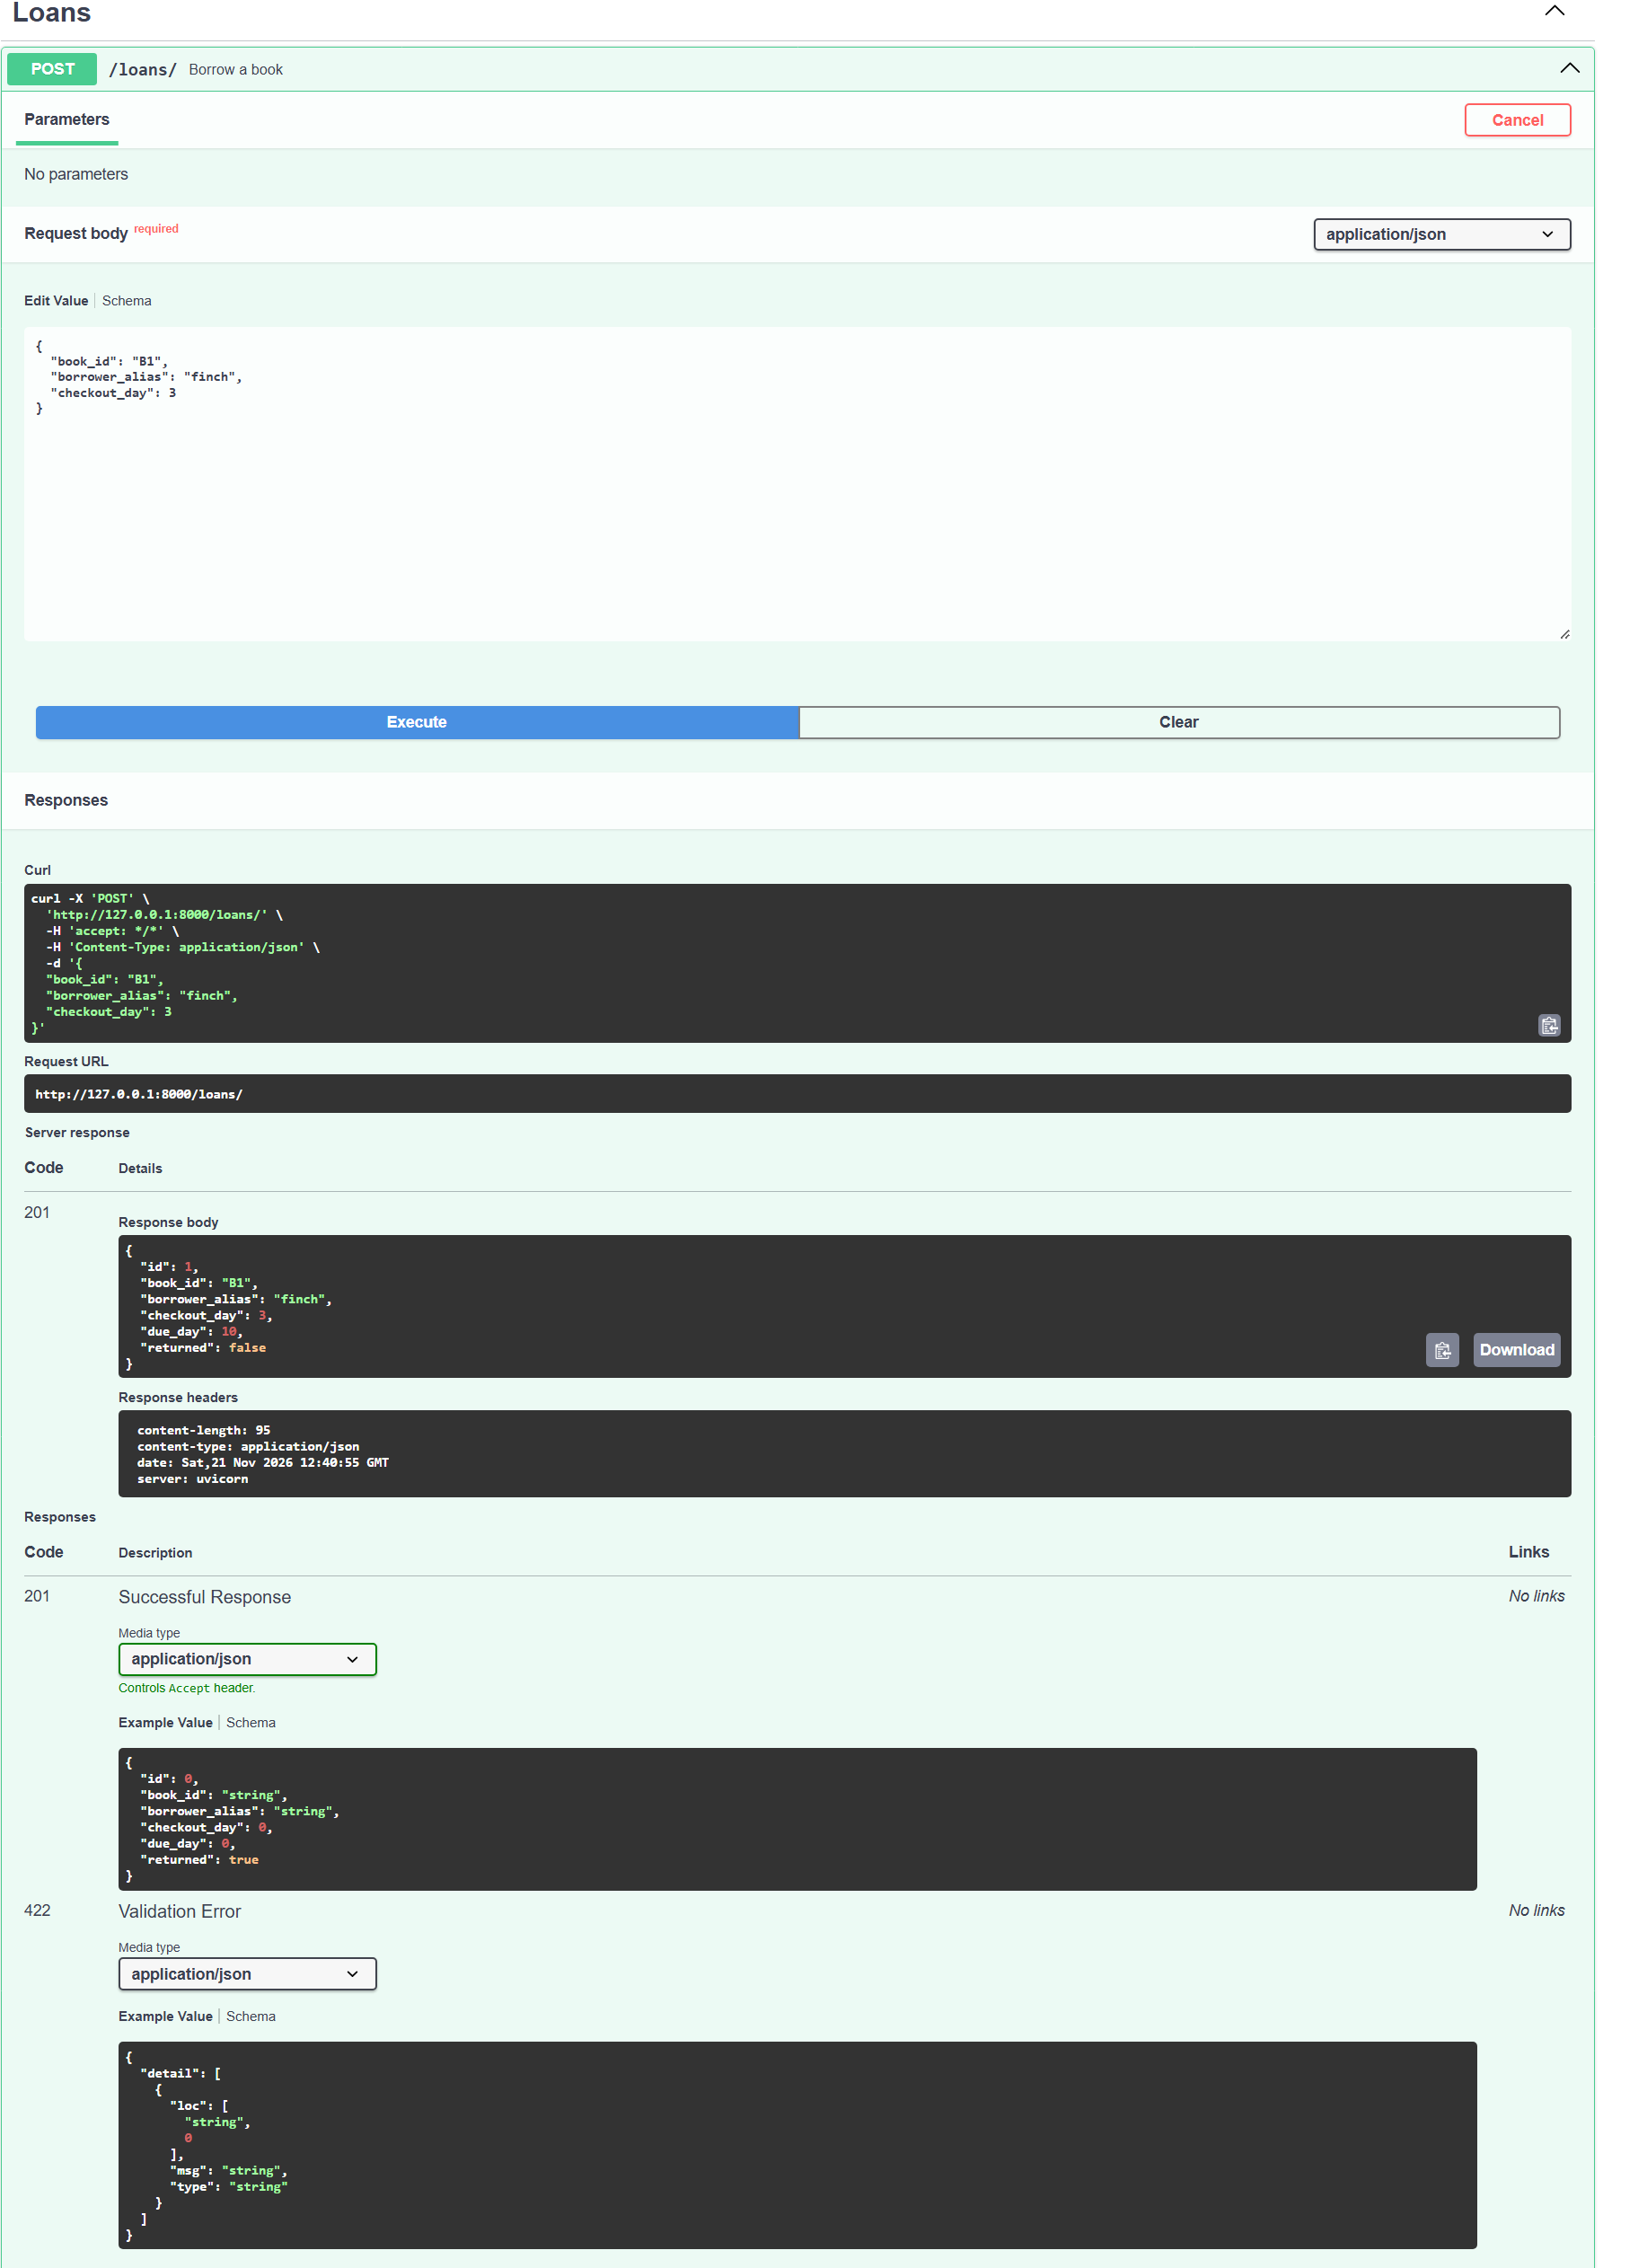 Loans
POST /loans/ Borrow a book
Parameters
Cancel
No parameters
Request body required
application/json
Edit Value | Schema
{
  "book_id": "B1",
  "borrower_alias": "finch",
  "checkout_day": 3
}
Execute
Clear
Responses
Curl
curl -X 'POST' \
  'http://127.0.0.1:8000/loans/' \
  -H 'accept: */*' \
  -H 'Content-Type: application/json' \
  -d '{
  "book_id": "B1",
  "borrower_alias": "finch",
  "checkout_day": 3
}'
Request URL
http://127.0.0.1:8000/loans/
Server response
Code Details
201
Response body
{
  "id": 1,
  "book_id": "B1",
  "borrower_alias": "finch",
  "checkout_day": 3,
  "due_day": 10,
  "returned": false
}
Download
Response headers
content-length: 95
content-type: application/json
date: Sat,21 Nov 2026 12:40:55 GMT
server: uvicorn
Responses
Code Description Links
201 Successful Response No links
Media type
application/json
Controls Accept header.
Example Value | Schema
{
  "id": 0,
  "book_id": "string",
  "borrower_alias": "string",
  "checkout_day": 0,
  "due_day": 0,
  "returned": true
}
422 Validation Error No links
Media type
application/json
Example Value | Schema
{
  "detail": [
    {
      "loc": [
        "string",
        0
      ],
      "msg": "string",
      "type": "string"
    }
  ]
}